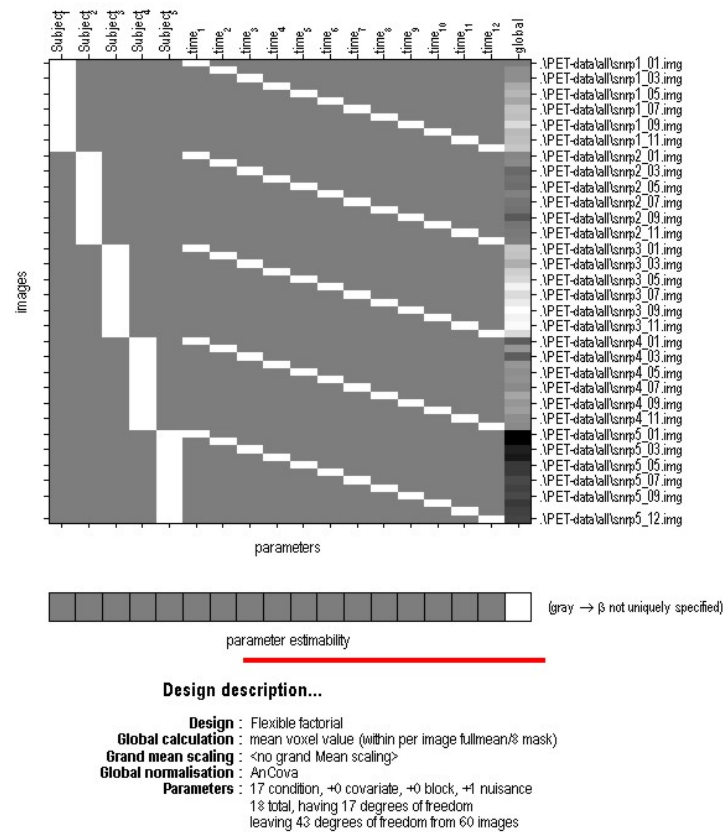 Subject1
Subject2
Subject3
Subject4
Subject5
time1
time2
time3
time4
time5
time6
time7
time8
time9
time10
time11
time12
global
images
.\PET-data\all\snrp1_01.img
.\PET-data\all\snrp1_03.img
.\PET-data\all\snrp1_05.img
.\PET-data\all\snrp1_07.img
.\PET-data\all\snrp1_09.img
.\PET-data\all\snrp1_11.img
.\PET-data\all\snrp2_01.img
.\PET-data\all\snrp2_03.img
.\PET-data\all\snrp2_05.img
.\PET-data\all\snrp2_07.img
.\PET-data\all\snrp2_09.img
.\PET-data\all\snrp2_11.img
.\PET-data\all\snrp3_01.img
.\PET-data\all\snrp3_03.img
.\PET-data\all\snrp3_05.img
.\PET-data\all\snrp3_07.img
.\PET-data\all\snrp3_09.img
.\PET-data\all\snrp3_11.img
.\PET-data\all\snrp4_01.img
.\PET-data\all\snrp4_03.img
.\PET-data\all\snrp4_05.img
.\PET-data\all\snrp4_07.img
.\PET-data\all\snrp4_09.img
.\PET-data\all\snrp4_11.img
.\PET-data\all\snrp5_01.img
.\PET-data\all\snrp5_03.img
.\PET-data\all\snrp5_05.img
.\PET-data\all\snrp5_07.img
.\PET-data\all\snrp5_09.img
.\PET-data\all\snrp5_12.img
parameters
(gray → β not uniquely specified)
parameter estimability
Design description...
Design : Flexible factorial
Global calculation : mean voxel value (within per image fullmean/8 mask)
Grand mean scaling : <no grand Mean scaling>
Global normalisation : AnCova
Parameters : 17 condition, +0 covariate, +0 block, +1 nuisance
18 total, having 17 degrees of freedom
leaving 43 degrees of freedom from 60 images